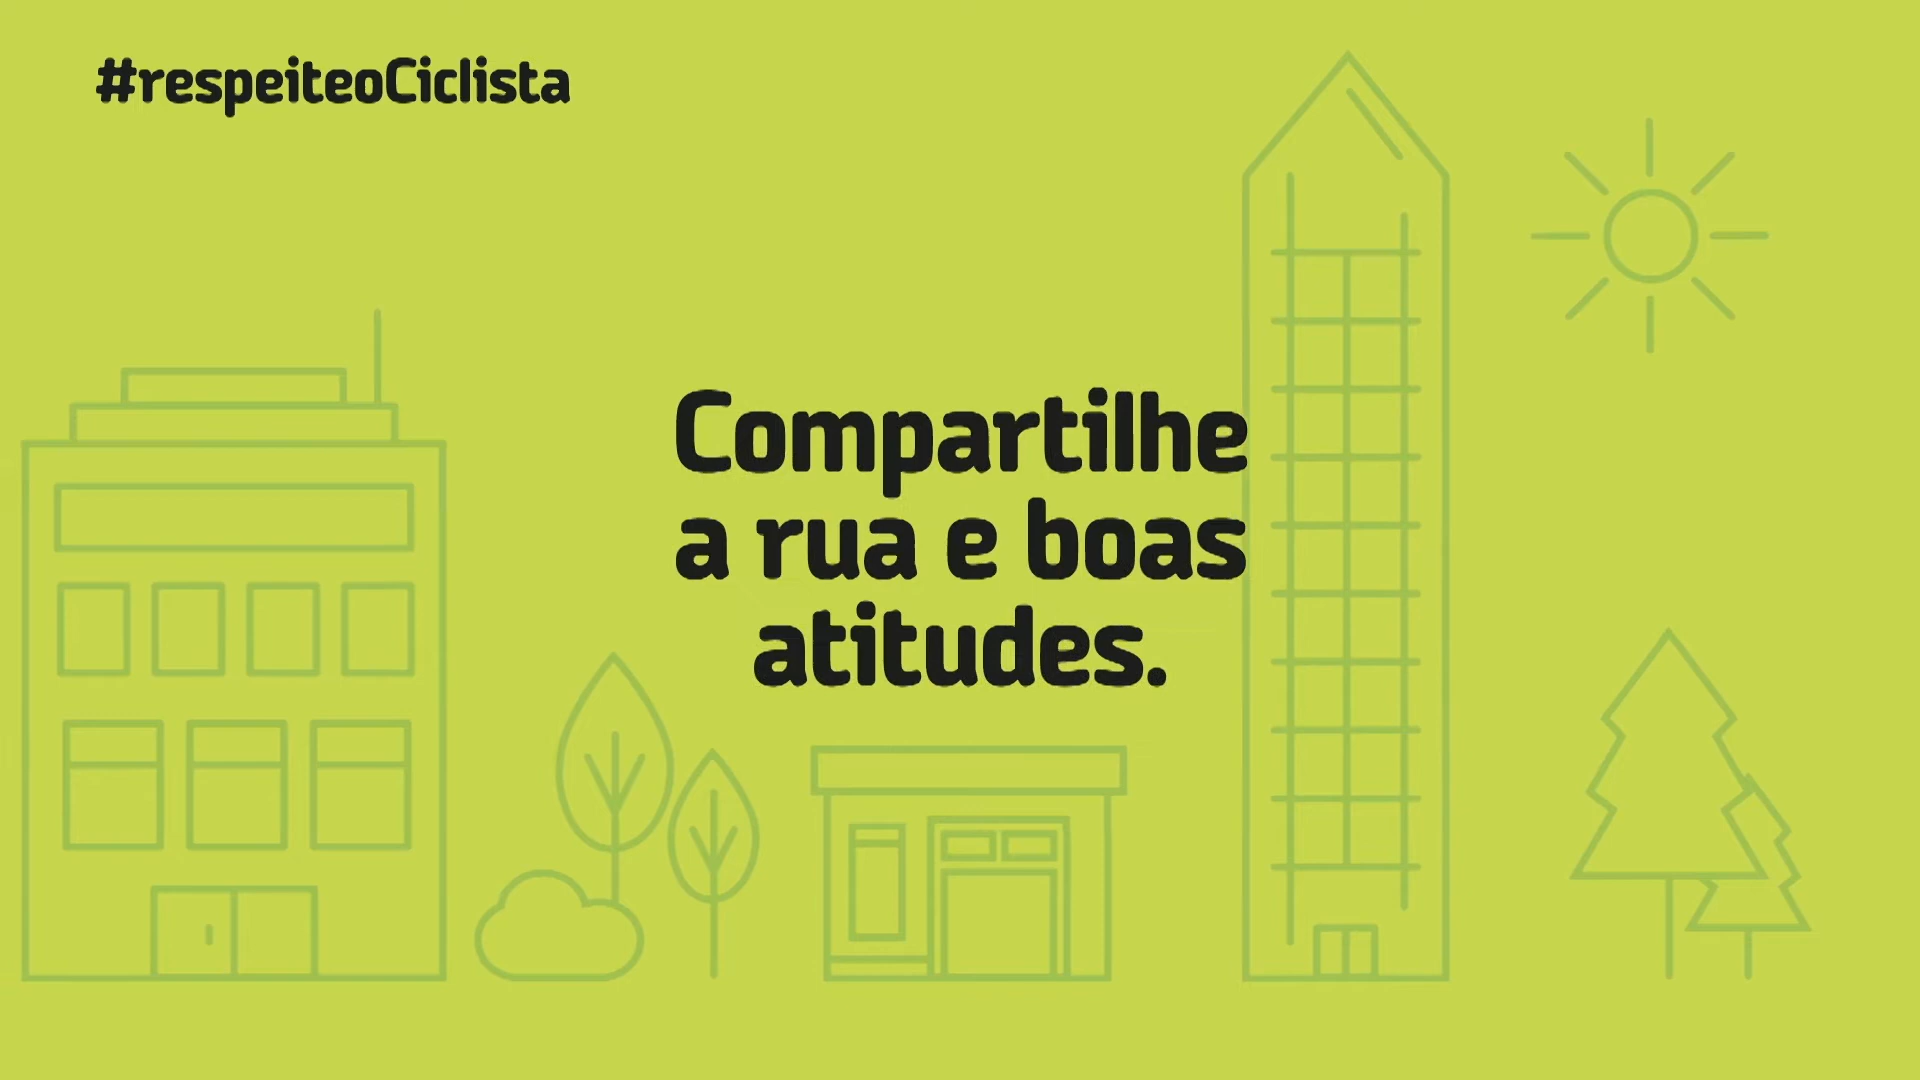 #respeiteoCiclista
Compartilhe
a rua e boas
atitudes.